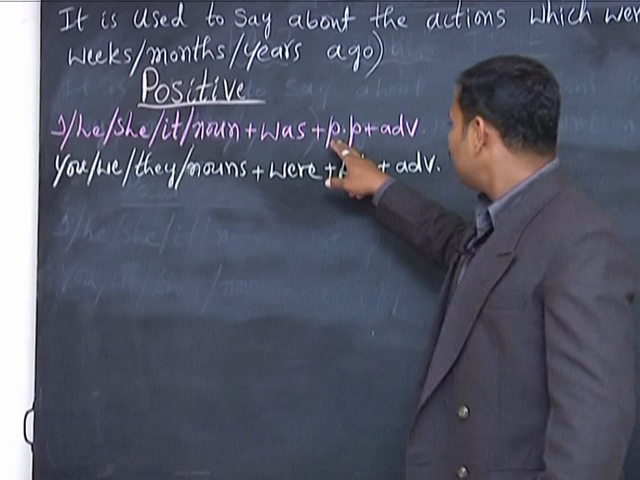 It is used to say about the actions which
weeks/months/years ago)
Positive
I/he/she/it/noun + was + p.p + adv.
You/we/they/nouns + were + + adv.